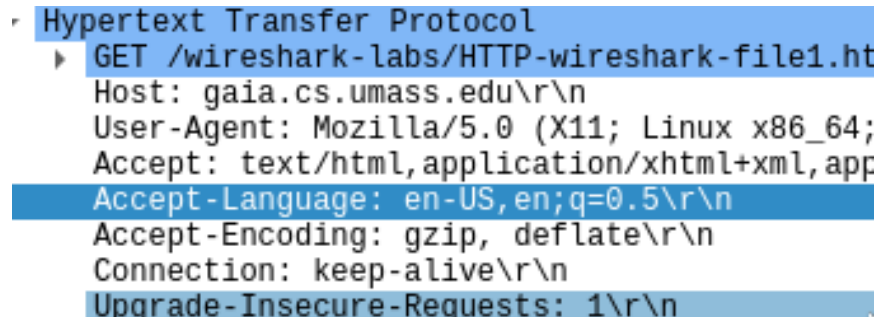 Hypertext Transfer Protocol
GET /wireshark-labs/HTTP-wireshark-file1.ht
Host: gaia.cs.umass.edu\r\n
User-Agent: Mozilla/5.0 (X11; Linux x86_64;
Accept: text/html,application/xhtml+xml,app
Accept-Language: en-US,en;q=0.5\r\n
Accept-Encoding: gzip, deflate\r\n
Connection: keep-alive\r\n
Upgrade-Insecure-Requests: 1\r\n